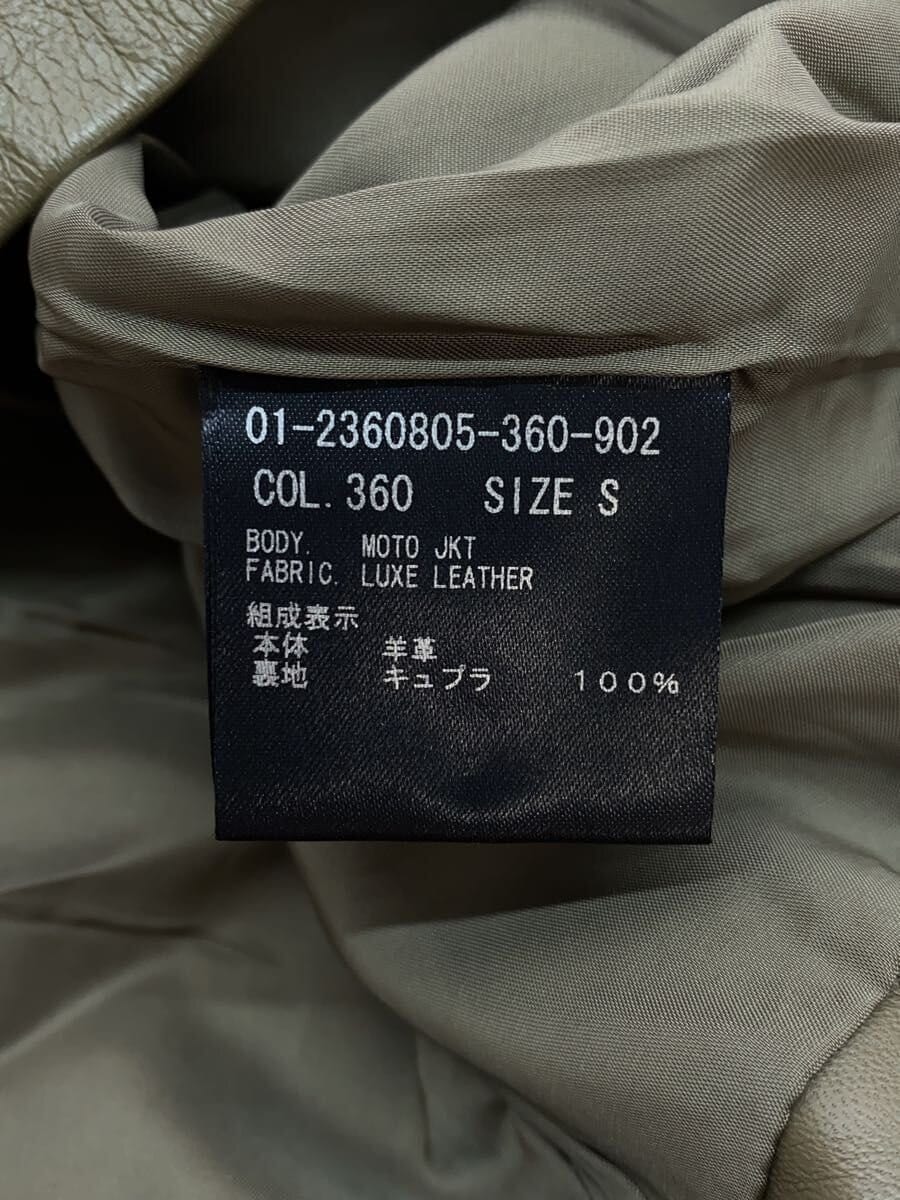 01-2360805-360-902
COL. 360 SIZE S
BODY. MOTO JKT
FABRIC. LUXE LEATHER
組成表示
本体 羊革
裏地 キュプラ 100%